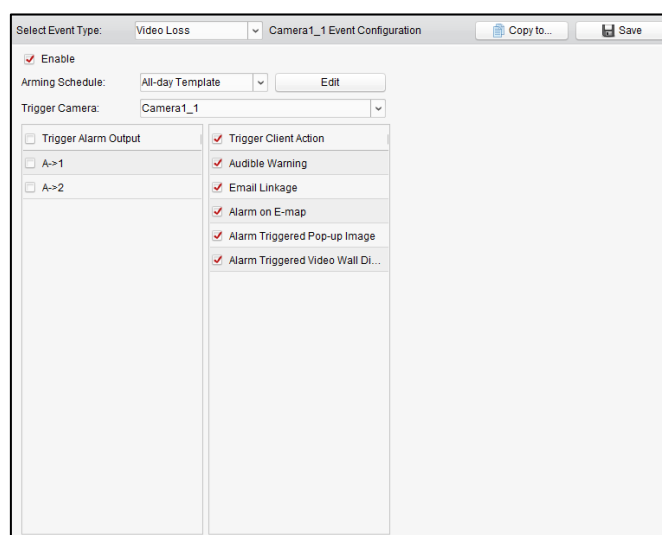 Select Event Type: Video Loss Camera1_1 Event Configuration Copy to... Save
Enable
Arming Schedule: All-day Template Edit
Trigger Camera: Camera1_1
Trigger Alarm Output Trigger Client Action
A->1 Audible Warning
A->2 Email Linkage
Alarm on E-map
Alarm Triggered Pop-up Image
Alarm Triggered Video Wall Di...